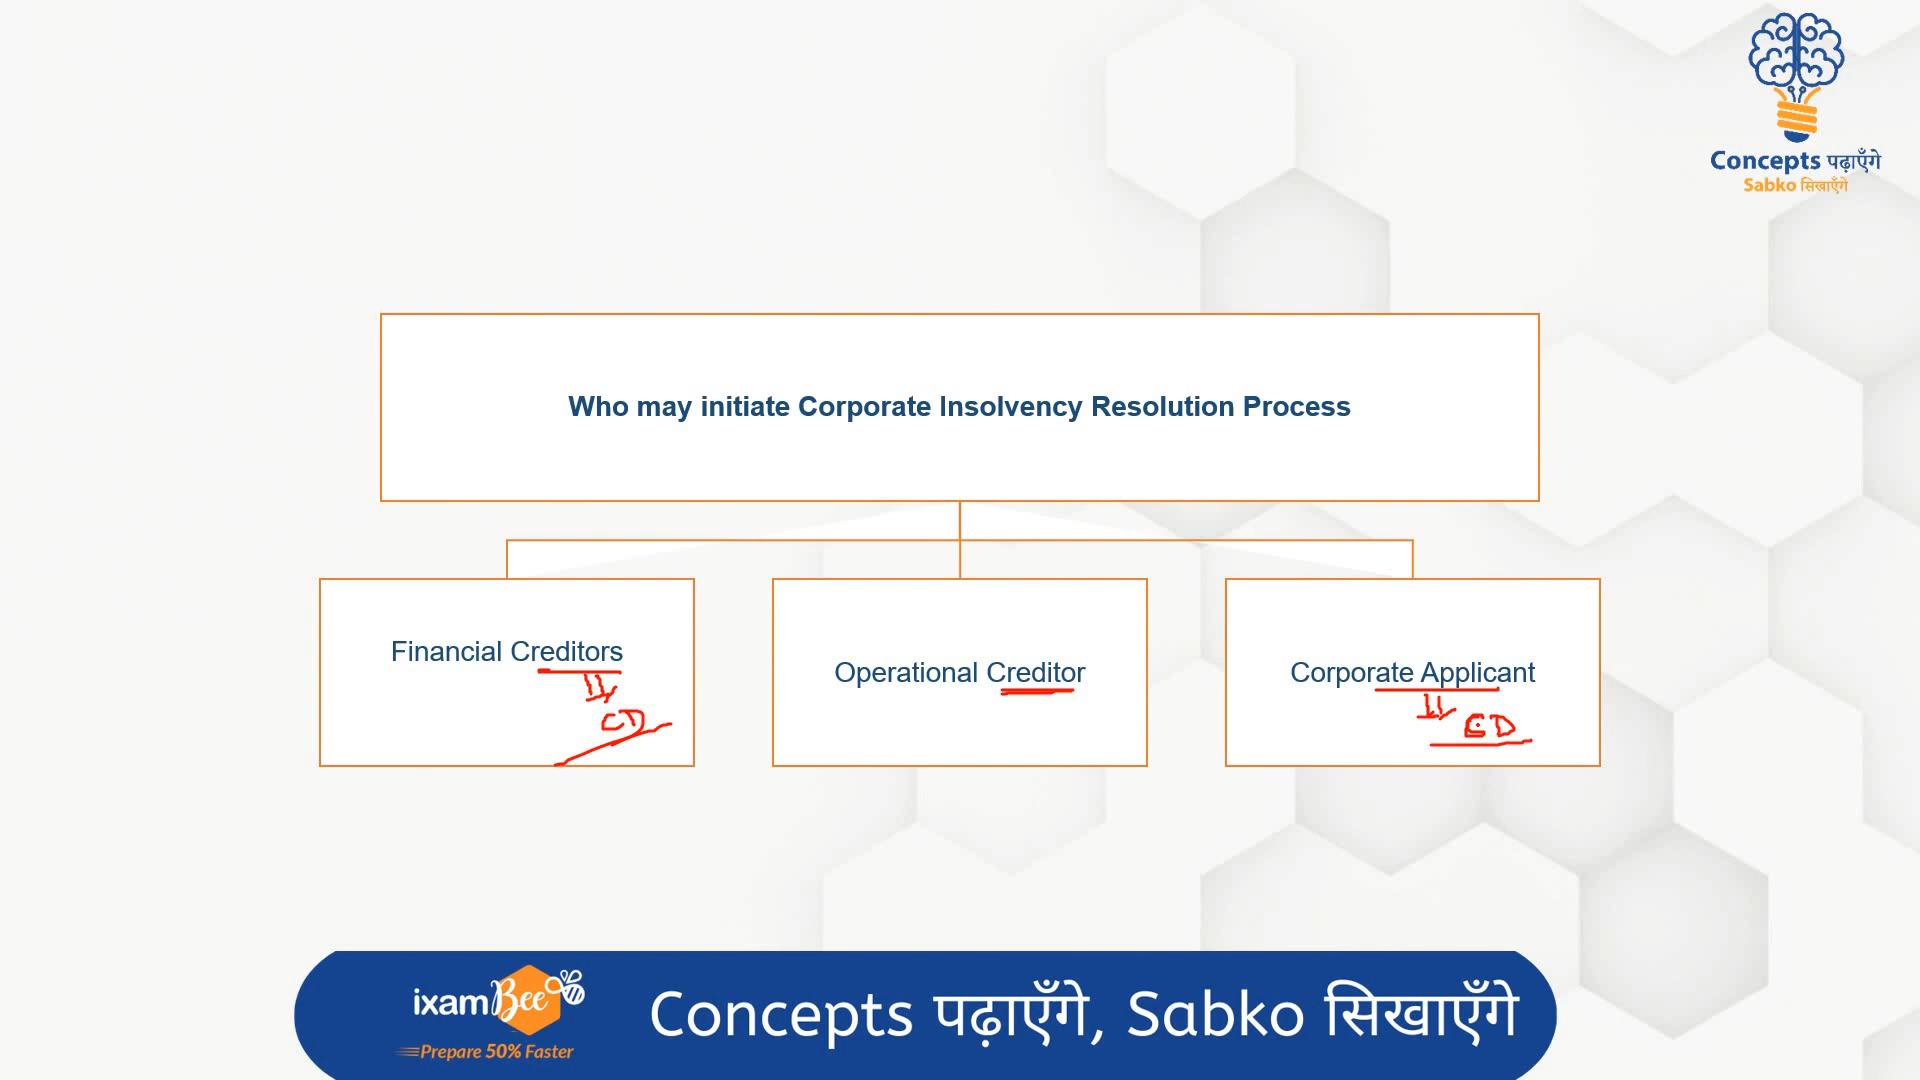 Concepts पढ़ाएँगे
Sabko सिखाएँगे
Who may initiate Corporate Insolvency Resolution Process
Financial Creditors
CD
Operational Creditor
Corporate Applicant
CD
ixamBee
Prepare 50% Faster
Concepts पढ़ाएँगे, Sabko सिखाएँगे